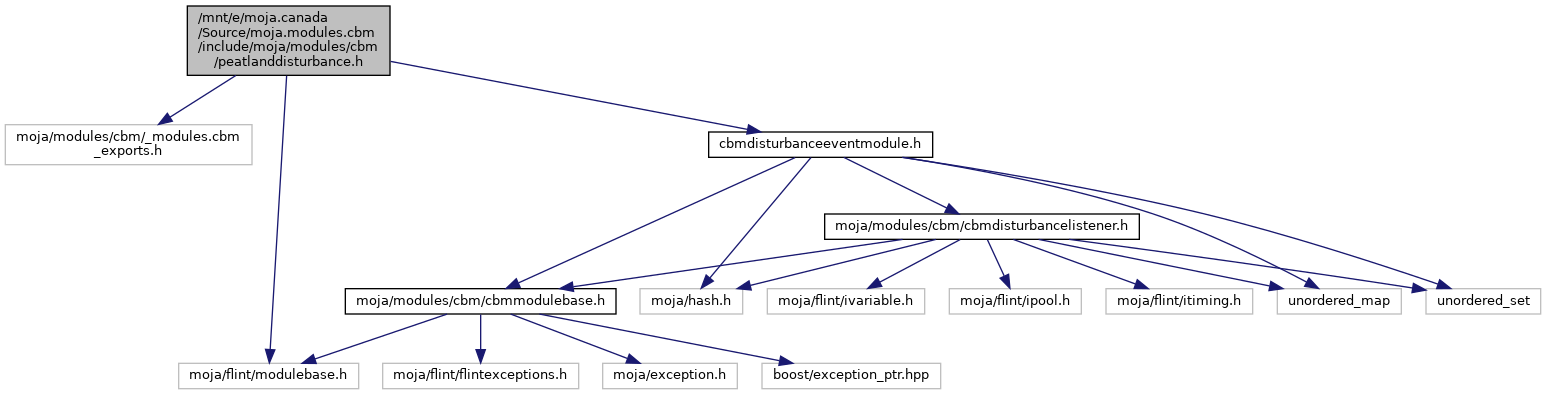 /mnt/e/moja.canada
/Source/moja.modules.cbm
/include/moja/modules/cbm
/peatlanddisturbance.h
moja/modules/cbm/_modules.cbm
_exports.h
cbmdisturbanceeventmodule.h
moja/modules/cbm/cbmdisturbancelistener.h
moja/modules/cbm/cbmmodulebase.h
moja/hash.h
moja/flint/ivariable.h
moja/flint/ipool.h
moja/flint/itiming.h
unordered_map
unordered_set
moja/flint/modulebase.h
moja/flint/flintexceptions.h
moja/exception.h
boost/exception_ptr.hpp